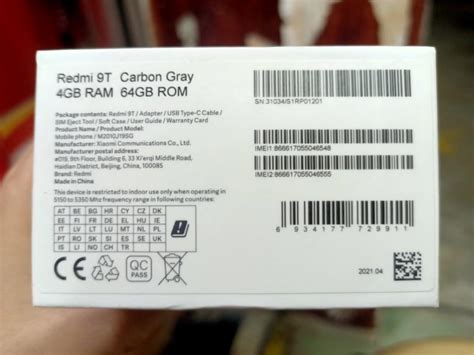 Redmi 9T Carbon Gray
4GB RAM 64GB ROM
Package contents: Redmi 9T / Adapter / USB Type-C Cable /
SIM Eject Tool / Soft Case / User Guide / Warranty Card
Product Name / Product Model:
Mobile phone / M2010J19SG
Manufacturer: Xiaomi Communications Co., Ltd.
Manufacturer postal address:
#019, 9th Floor, Building 6, 33 Xi'erqi Middle Road,
Haidian District, Beijing, China, 100085
Brand: Redmi
This device is restricted to indoor use only when operating in
5150 to 5350 Mhz frequency range in following countries:
AT BE BG HR CY CZ DK
EE FI FR DE GR HU IE
IT LV LT LU MT NL PL
PT RO SK SI ES SE UK
IS LI NO CH TR
CE
QC
PASS
SN: 31034/S1RP01201
IMEI1: 866617055046548
IMEI2: 866617055046555
6 934177 729911
2021.04